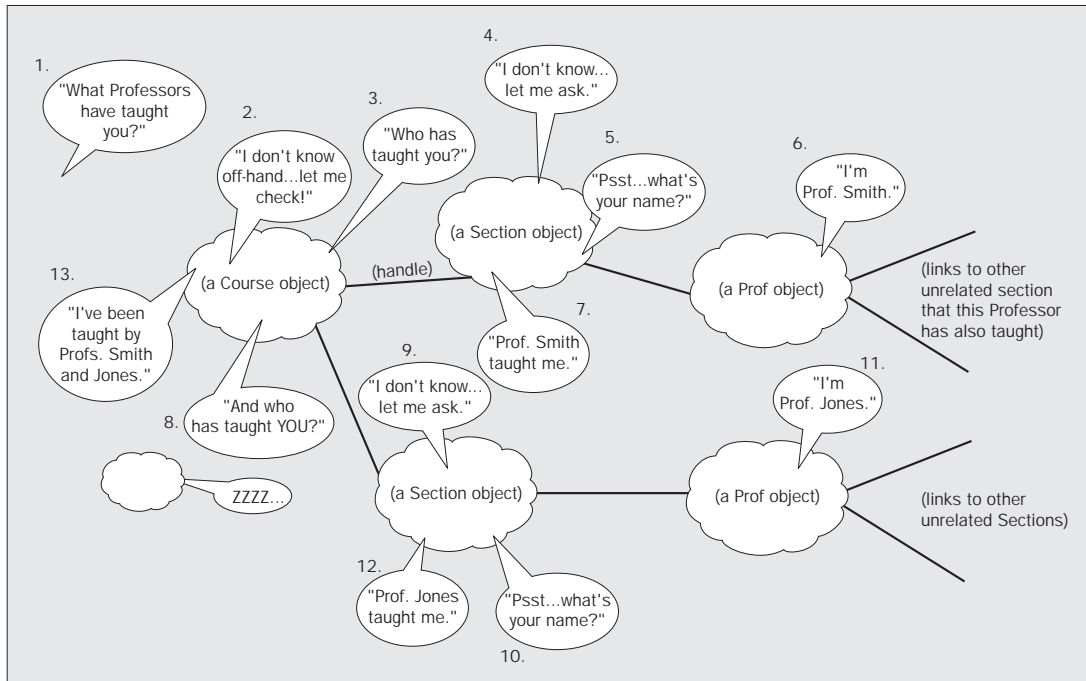 1.
"What Professors
have taught
you?"
2.
"I don't know
off-hand...let me
check!"
3.
"Who has
taught you?"
4.
"I don't know...
let me ask."
5.
"Psst...what's
your name?"
6.
"I'm
Prof. Smith."
(a Section object)
(a Course object)
(handle)
(a Prof object)
(links to other
unrelated section
that this Professor
has also taught)
7.
"Prof. Smith
taught me."
13.
"I've been
taught by
Profs. Smith
and Jones."
8.
"And who
has taught YOU?"
9.
"I don't know...
let me ask."
11.
"I'm
Prof. Jones."
ZZZZ...
(a Section object)
(a Prof object)
(links to other
unrelated Sections)
12.
"Prof. Jones
taught me."
"Psst...what's
your name?"
10.